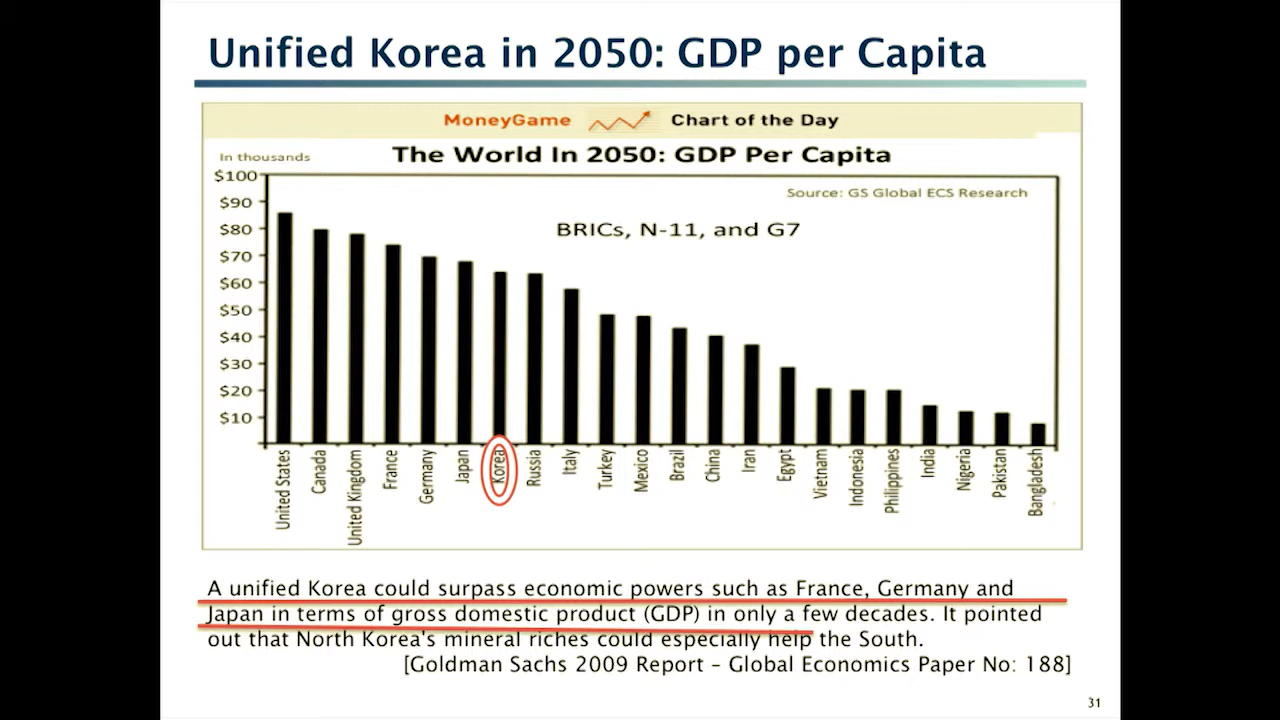 Unified Korea in 2050: GDP per Capita
MoneyGame Chart of the Day
In thousands
The World In 2050: GDP Per Capita
$100
Source: GS Global ECS Research
$90
$80
BRICs, N-11, and G7
$70
$60
$50
$40
$30
$20
$10
United States
Canada
United Kingdom
France
Germany
Japan
Korea
Russia
Italy
Turkey
Mexico
Brazil
China
Iran
Egypt
Vietnam
Indonesia
Philippines
India
Nigeria
Pakistan
Bangladesh
A unified Korea could surpass economic powers such as France, Germany and
Japan in terms of gross domestic product (GDP) in only a few decades. It pointed
out that North Korea's mineral riches could especially help the South.
[Goldman Sachs 2009 Report – Global Economics Paper No: 188]
31